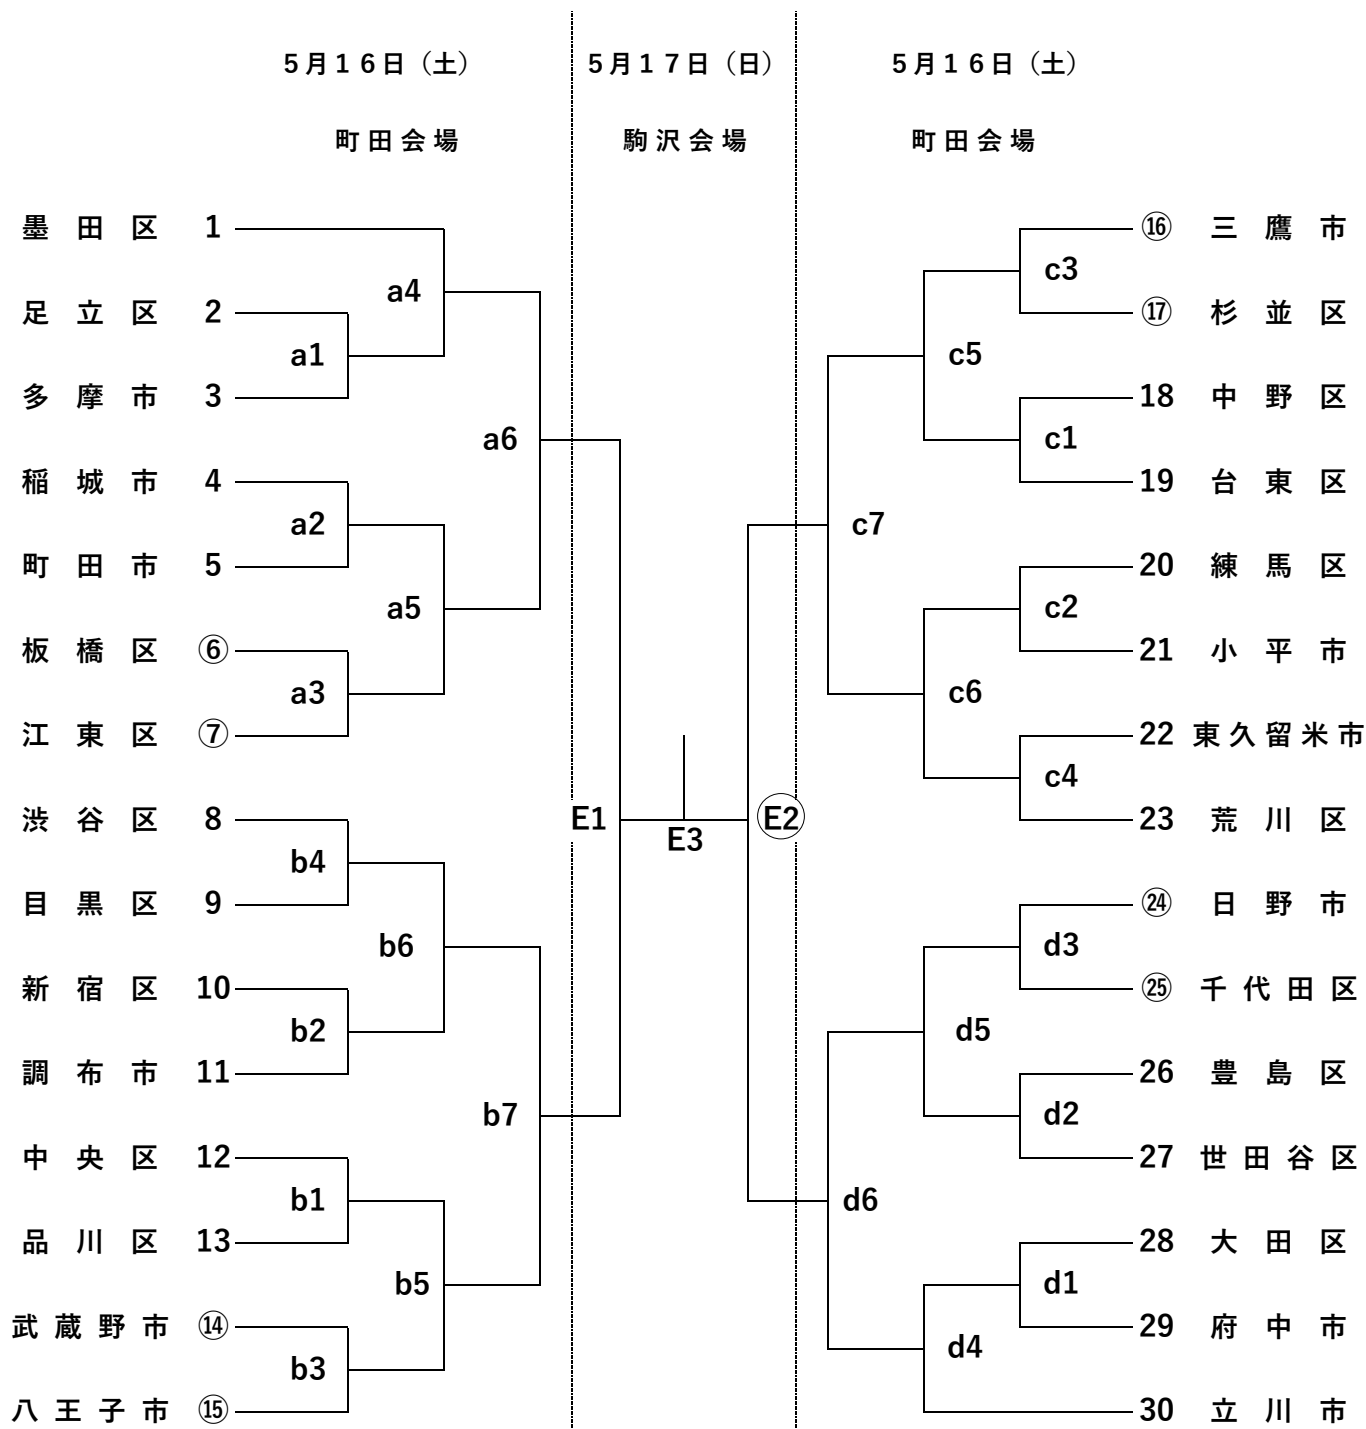 ５月１６日（土） ５月１７日（日） ５月１６日（土）
町田会場 駒沢会場 町田会場
墨田区 1 ⑯ 三鷹市
a4 c3
足立区 2 ⑰ 杉並区
a1 c5
多摩市 3 18 中野区
a6 c1
稲城市 4 19 台東区
a2 c7
町田市 5 20 練馬区
a5 c2
板橋区 ⑥ 21 小平市
a3 c6
江東区 ⑦ 22 東久留米市
c4
渋谷区 8 E1 E3 E2 23 荒川区
b4
目黒区 9 ㉔ 日野市
b6 d3
新宿区 10 ㉕ 千代田区
b2 d5
調布市 11 26 豊島区
b7 d2
中央区 12 27 世田谷区
b1 d6
品川区 13 28 大田区
b5 d1
武蔵野市 ⑭ 29 府中市
b3 d4
八王子市 ⑮ 30 立川市